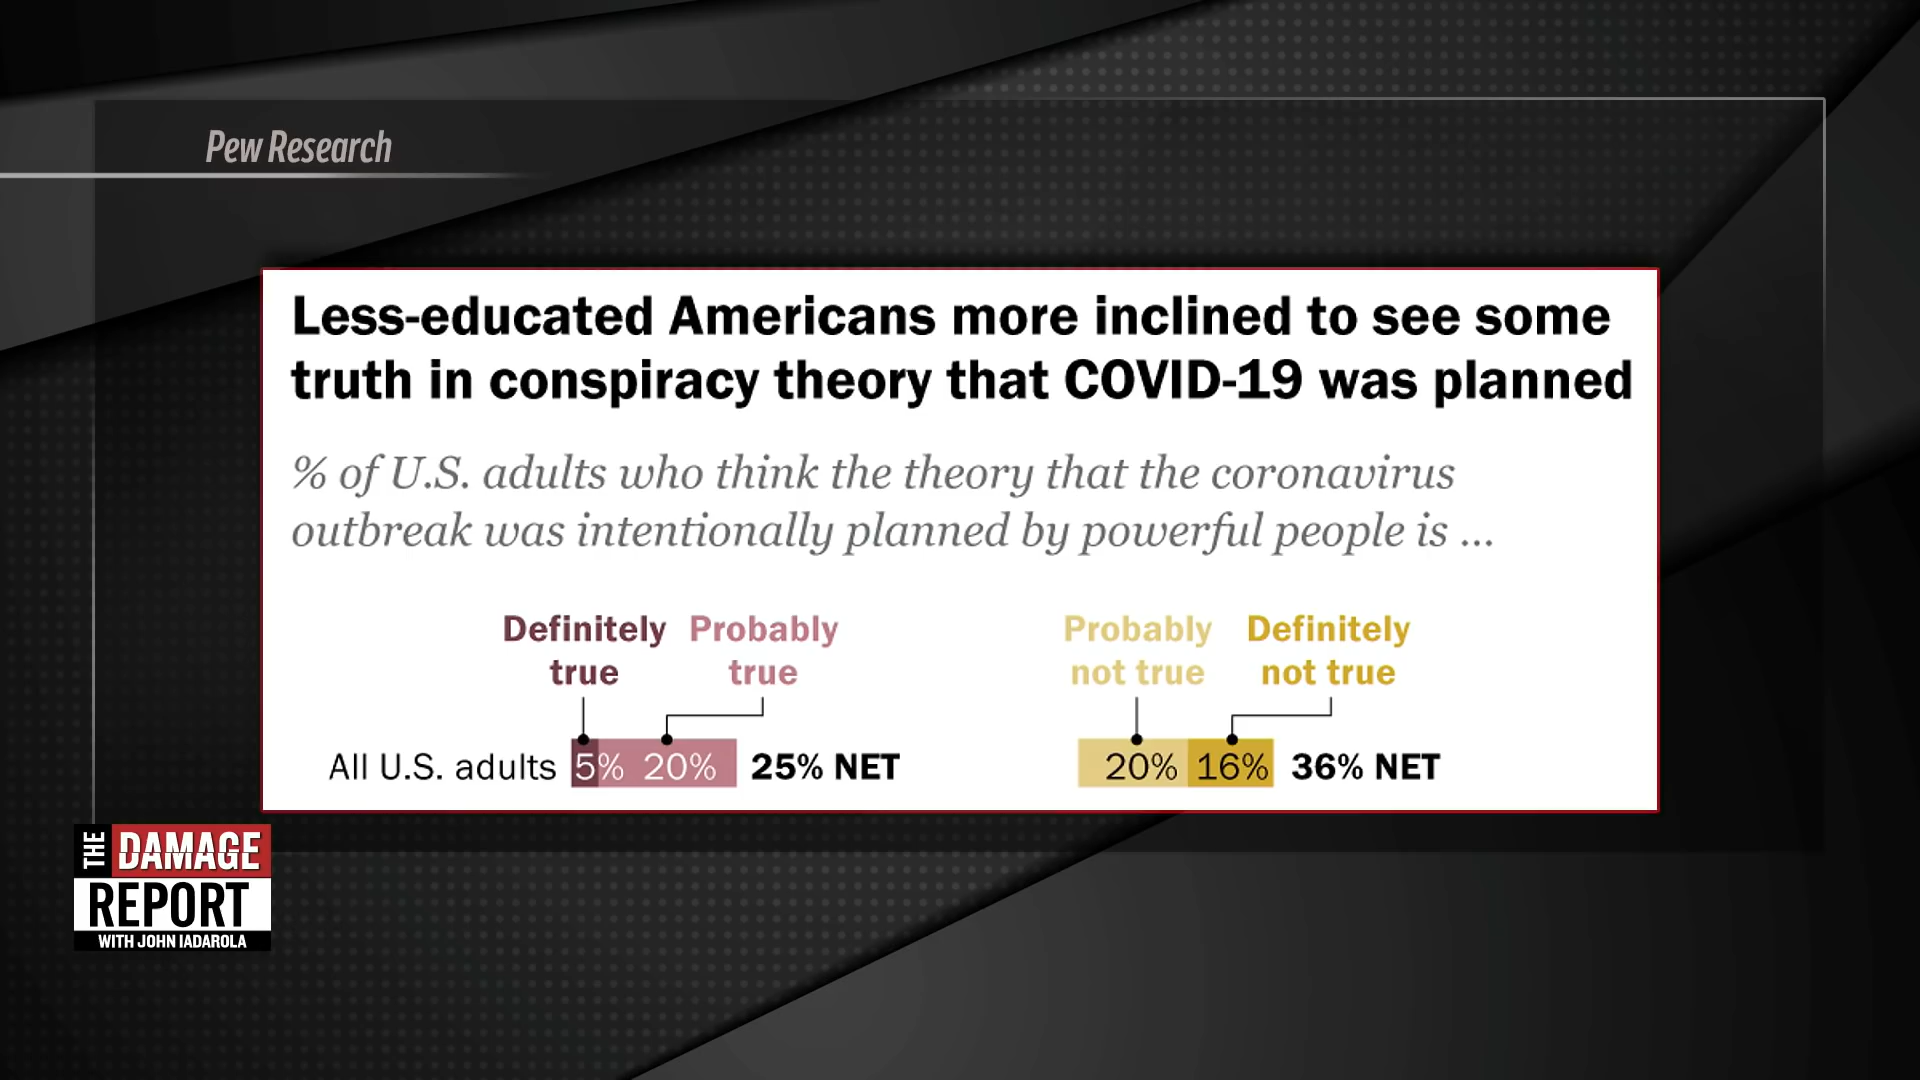 Pew Research
Less-educated Americans more inclined to see some
truth in conspiracy theory that COVID-19 was planned
% of U.S. adults who think the theory that the coronavirus
outbreak was intentionally planned by powerful people is ...
Definitely Probably Probably Definitely
true true not true not true
All U.S. adults 5% 20% 25% NET 20% 16% 36% NET
THE DAMAGE
REPORT
WITH JOHN IADAROLA